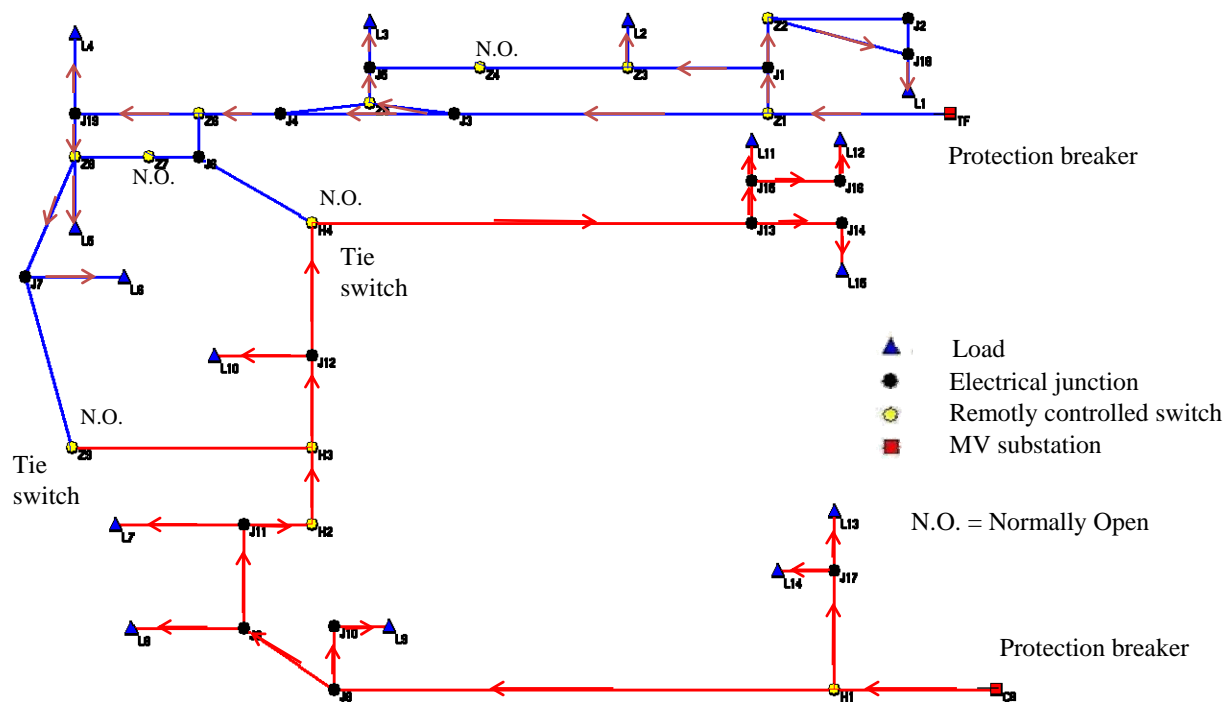 L4
L3
L2
Z2
J2
N.O.
J18
J5
Z4
Z3
J1
L1
J19
Z6
J4
J3
Z1
TF
Z8
Z7
J6
L11
L12
Protection breaker
N.O.
J15
J16
N.O.
L5
H4
J13
J14
Tie
switch
J7
L6
L15
L10
J12
Load
Electrical junction
Remotly controlled switch
MV substation
N.O.
Z9
H3
Tie
switch
L7
J11
H2
L13
N.O. = Normally Open
L14
J17
L8
J10
L9
Protection breaker
J8
H1
CB